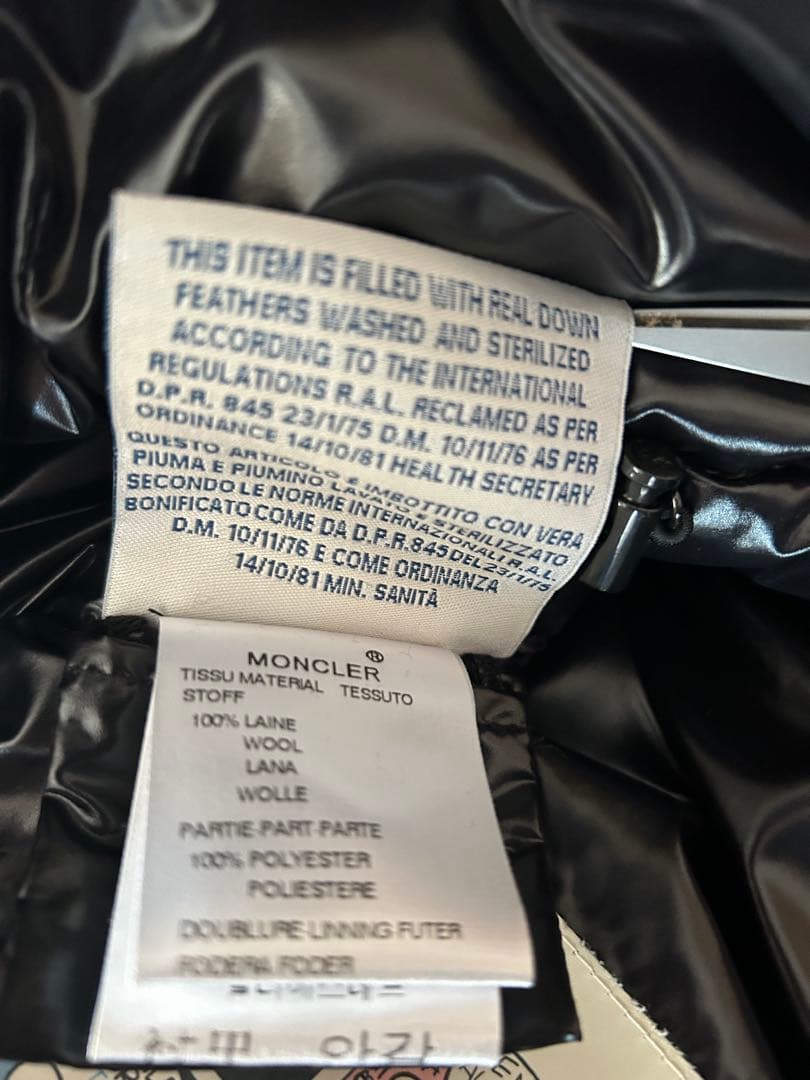 THIS ITEM IS FILLED WITH REAL DOWN
FEATHERS WASHED AND STERILIZED
ACCORDING TO THE INTERNATIONAL
REGULATIONS R.A.L. RECLAMED AS PER
D.P.R. 845 23/1/75 D.M. 10/11/76 AS PER
ORDINANCE 14/10/81 HEALTH SECRETARY
QUESTO ARTICOLO E IMBOTTITO CON VERA
PIUMA E PIUMINO LAVATO E STERILIZZATO
SECONDO LE NORME INTERNAZIONALI R.A.L.
BONIFICATO COME DA D.P.R.845 DEL 23/1/75
D.M. 10/11/76 E COME ORDINANZA
14/10/81 MIN. SANITÀ
MONCLER®
TISSU MATERIAL TESSUTO
STOFF
100% LAINE
WOOL
LANA
WOLLE
PARTIE-PART-PARTE
100% POLYESTER
POLIESTERE
DOUBLURE-LINNING-FUTER
FODERA FODER